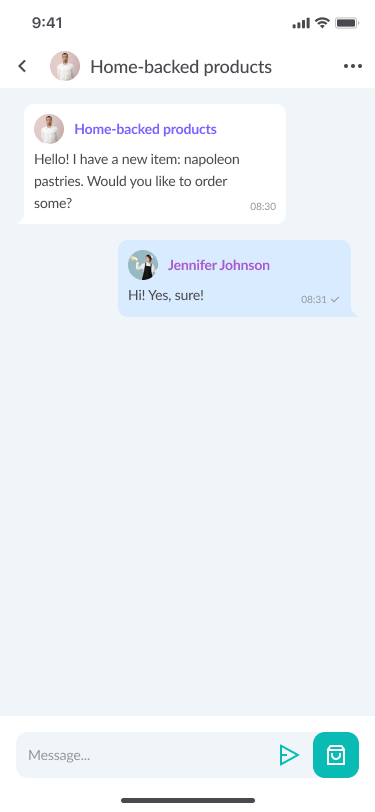 9:41
Home-backed products
Home-backed products
Hello! I have a new item: napoleon
pastries. Would you like to order
some?
08:30
Jennifer Johnson
Hi! Yes, sure!
08:31
Message...